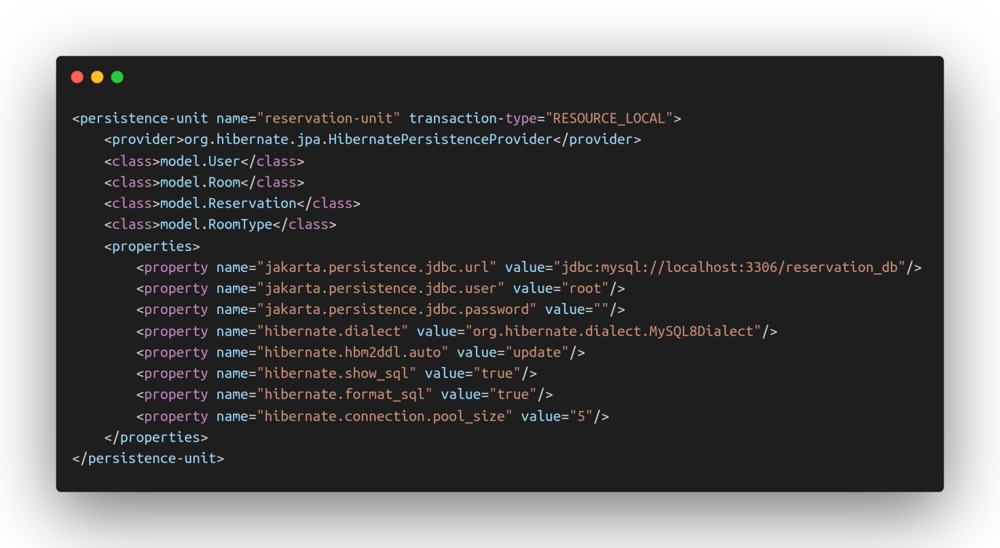 <persistence-unit name="reservation-unit" transaction-type="RESOURCE_LOCAL">
    <provider>org.hibernate.jpa.HibernatePersistenceProvider</provider>
    <class>model.User</class>
    <class>model.Room</class>
    <class>model.Reservation</class>
    <class>model.RoomType</class>
    <properties>
        <property name="jakarta.persistence.jdbc.url" value="jdbc:mysql://localhost:3306/reservation_db"/>
        <property name="jakarta.persistence.jdbc.user" value="root"/>
        <property name="jakarta.persistence.jdbc.password" value=""/>
        <property name="hibernate.dialect" value="org.hibernate.dialect.MySQL8Dialect"/>
        <property name="hibernate.hbm2ddl.auto" value="update"/>
        <property name="hibernate.show_sql" value="true"/>
        <property name="hibernate.format_sql" value="true"/>
        <property name="hibernate.connection.pool_size" value="5"/>
    </properties>
</persistence-unit>